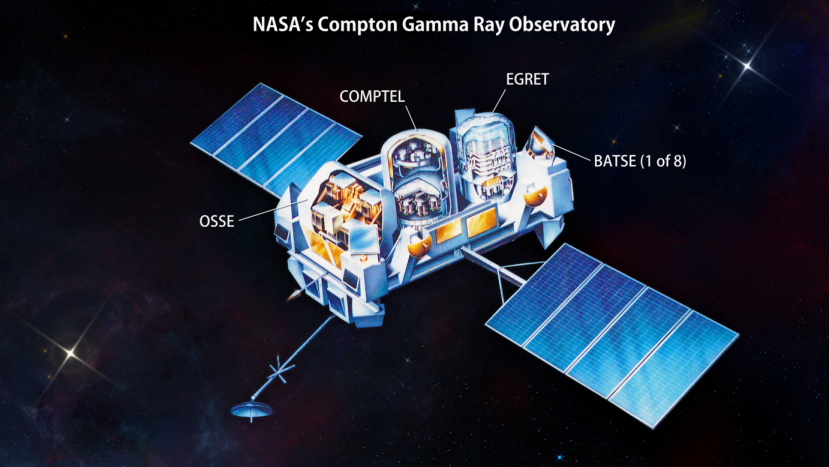 NASA's Compton Gamma Ray Observatory
EGRET
COMPTEL
BATSE (1 of 8)
OSSE